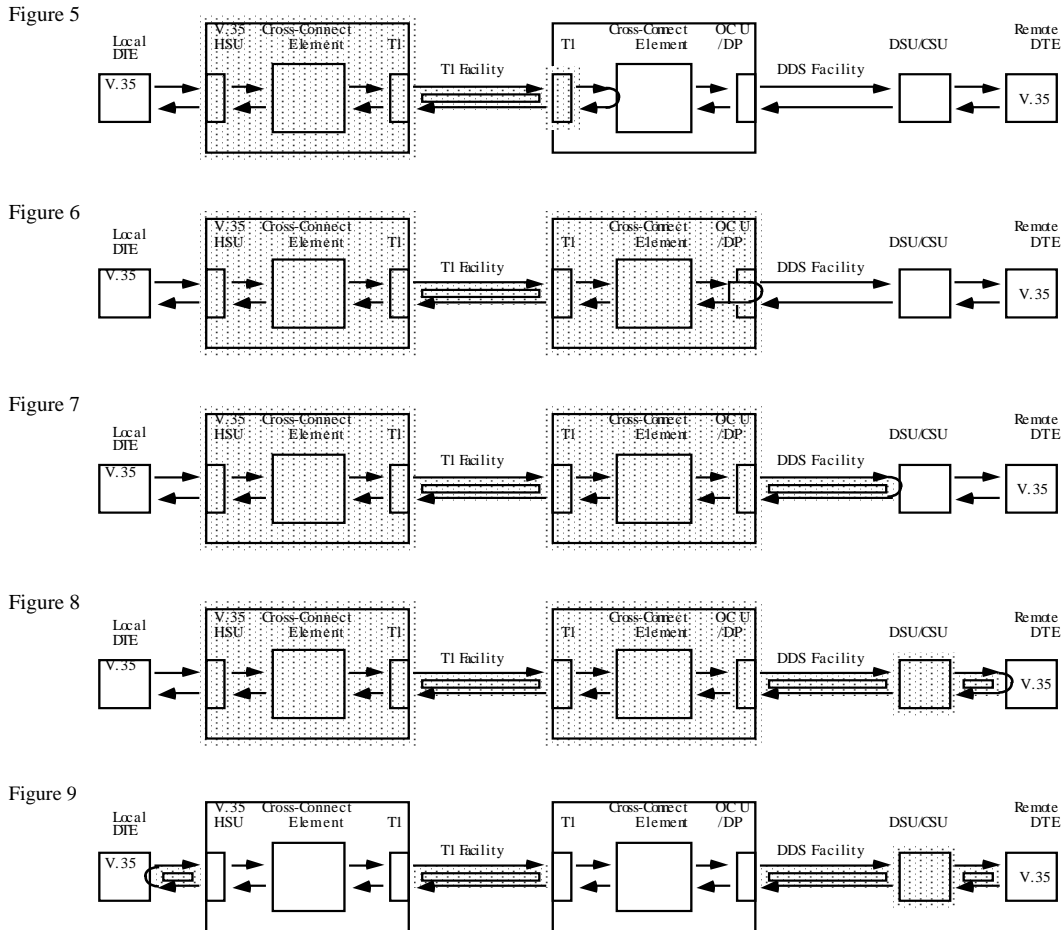 Figure 5
Local DTE
V.35 HSU
Cross-Connect Element
T1
T1 Facility
T1
Cross-Connect Element
OCU /DP
DDS Facility
DSU/CSU
Remote DTE
V.35
V.35
Figure 6
Local DTE
V.35 HSU
Cross-Connect Element
T1
T1 Facility
T1
Cross-Connect Element
OCU /DP
DDS Facility
DSU/CSU
Remote DTE
V.35
V.35
Figure 7
Local DTE
V.35 HSU
Cross-Connect Element
T1
T1 Facility
T1
Cross-Connect Element
OCU /DP
DDS Facility
DSU/CSU
Remote DTE
V.35
V.35
Figure 8
Local DTE
V.35 HSU
Cross-Connect Element
T1
T1 Facility
T1
Cross-Connect Element
OCU /DP
DDS Facility
DSU/CSU
Remote DTE
V.35
V.35
Figure 9
Local DTE
V.35 HSU
Cross-Connect Element
T1
T1 Facility
T1
Cross-Connect Element
OCU /DP
DDS Facility
DSU/CSU
Remote DTE
V.35
V.35